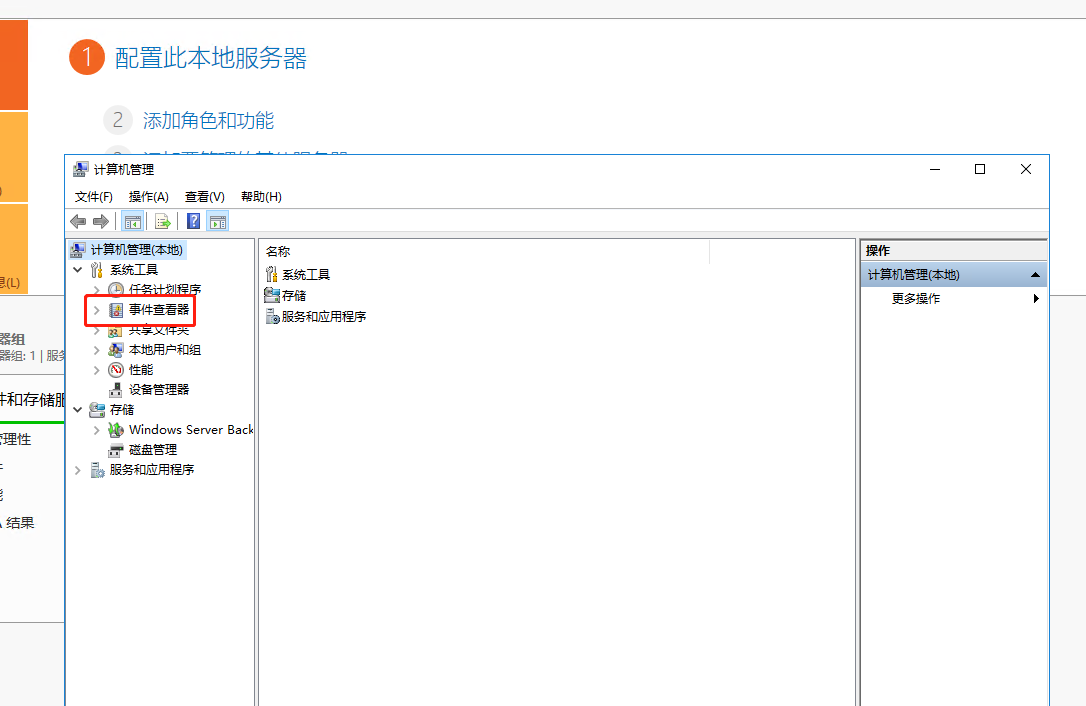 1 配置此本地服务器
2 添加角色和功能
计算机管理
文件(F) 操作(A) 查看(V) 帮助(H)
计算机管理(本地)
系统工具
任务计划程序
事件查看器
共享文件夹
本地用户和组
性能
设备管理器
存储
Windows Server Back
磁盘管理
服务和应用程序
名称
系统工具
存储
服务和应用程序
操作
计算机管理(本地)
更多操作
息(L)
器组
器组: 1 | 服务
件和存储服
管理性
件
能
结果